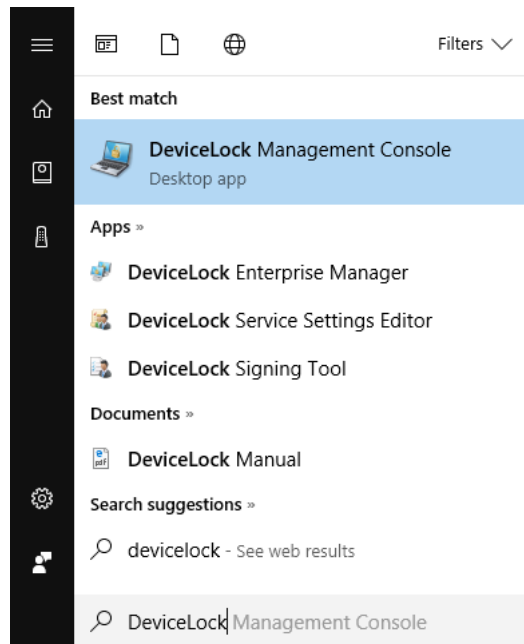 Filters
Best match
DeviceLock Management Console
Desktop app
Apps »
DeviceLock Enterprise Manager
DeviceLock Service Settings Editor
DeviceLock Signing Tool
Documents »
DeviceLock Manual
Search suggestions »
devicelock - See web results
DeviceLock Management Console